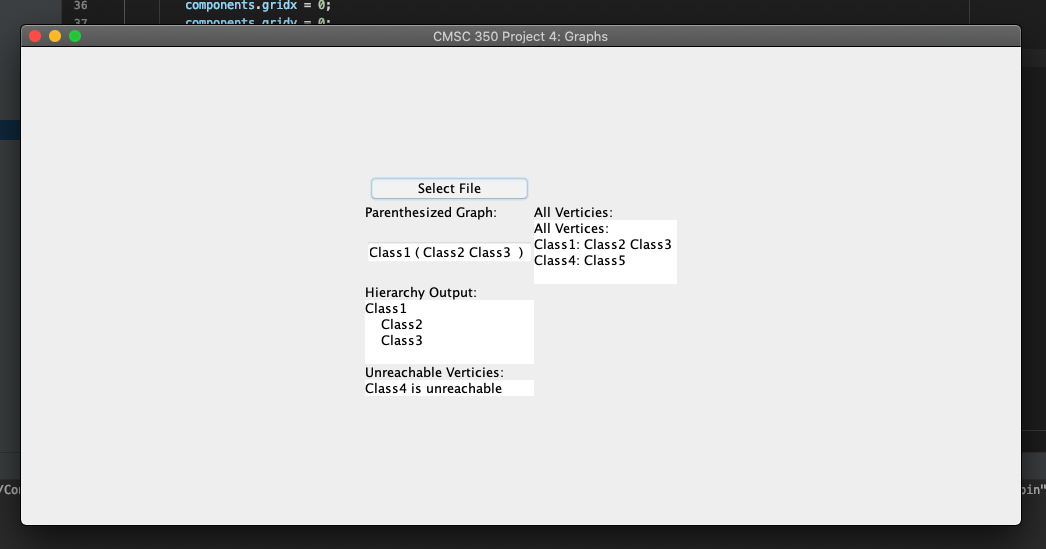 36 components.gridx = 0;
37 components.gridy = 0;
CMSC 350 Project 4: Graphs
Select File
Parenthesized Graph:
All Verticies:
All Vertices:
Class1: Class2 Class3
Class4: Class5
Class1 ( Class2 Class3 )
Hierarchy Output:
Class1
Class2
Class3
Unreachable Verticies:
Class4 is unreachable
/Co
bin"